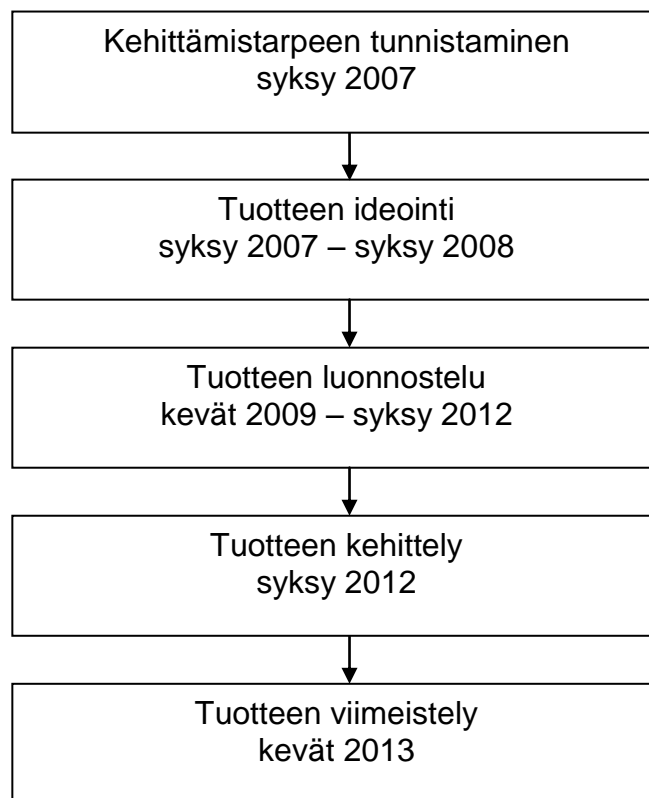 Kehittämistarpeen tunnistaminen
syksy 2007
Tuotteen ideointi
syksy 2007 – syksy 2008
Tuotteen luonnostelu
kevät 2009 – syksy 2012
Tuotteen kehittely
syksy 2012
Tuotteen viimeistely
kevät 2013